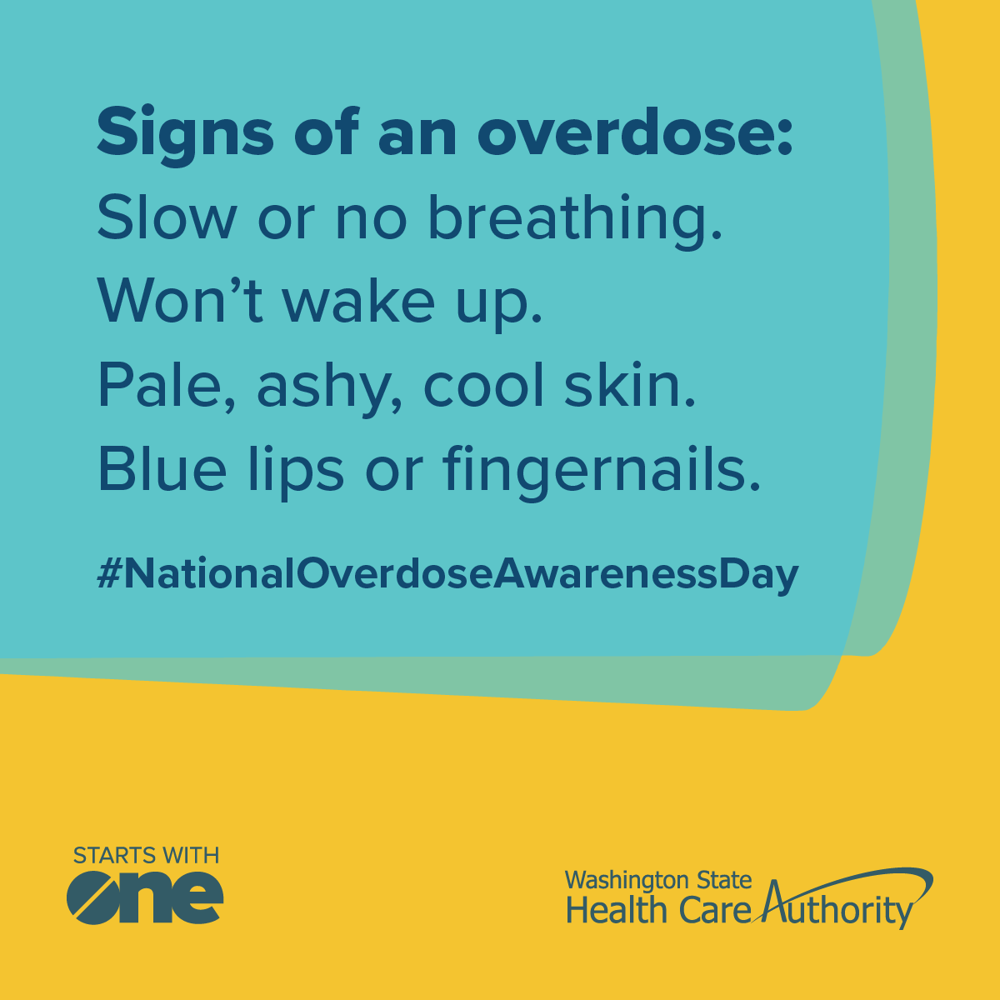 Signs of an overdose:
Slow or no breathing.
Won’t wake up.
Pale, ashy, cool skin.
Blue lips or fingernails.
#NationalOverdoseAwarenessDay
STARTS WITH
one
Washington State
Health Care Authority